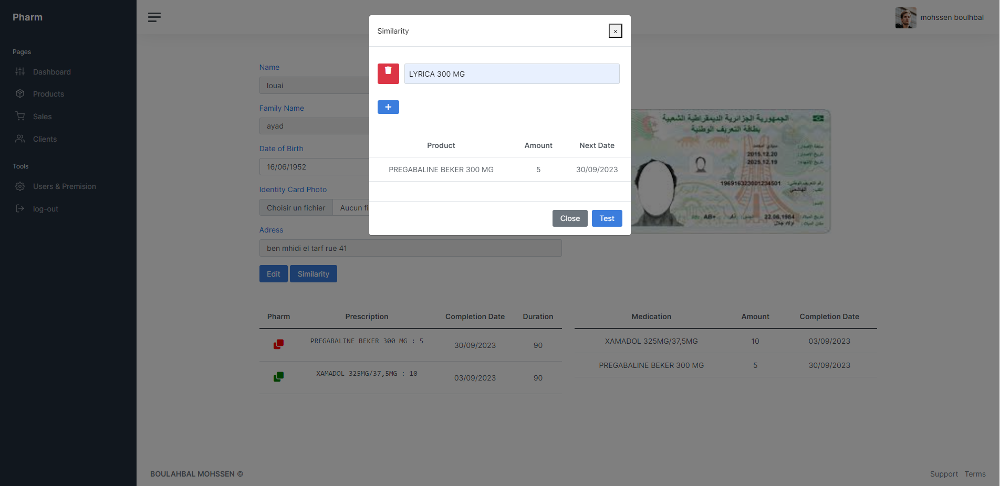 Pharm
mohssen boulhbal
Pages
Dashboard
Products
Sales
Clients
Tools
Users & Premision
log-out
Similarity
×
LYRICA 300 MG
+
Product Amount Next Date
PREGABALINE BEKER 300 MG 5 30/09/2023
Close Test
Name
louai
Family Name
ayad
Date of Birth
16/06/1952
Identity Card Photo
Choisir un fichier Aucun fi
Adress
ben mhidi el tarf rue 41
Edit Similarity
الجمهورية الجزائرية الديمقراطية الشعبية
بطاقة التعريف الوطنية
2015.12.20
2025.12.19
AB+
22.06.1984
Pharm Prescription Completion Date Duration
PREGABALINE BEKER 300 MG : 5 30/09/2023 90
XAMADOL 325MG/37,5MG : 10 03/09/2023 90
Medication Amount Completion Date
XAMADOL 325MG/37,5MG 10 03/09/2023
PREGABALINE BEKER 300 MG 5 30/09/2023
BOULAHBAL MOHSSEN ©
Support Terms